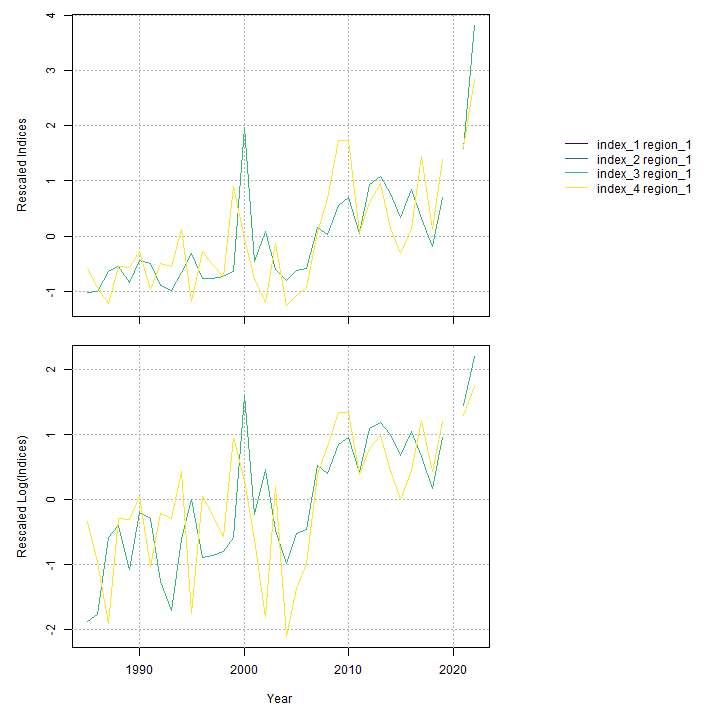 Rescaled Indices
4
3
2
1
0
-1
index_1 region_1
index_2 region_1
index_3 region_1
index_4 region_1
Rescaled Log(Indices)
2
1
0
-1
-2
1990 2000 2010 2020
Year